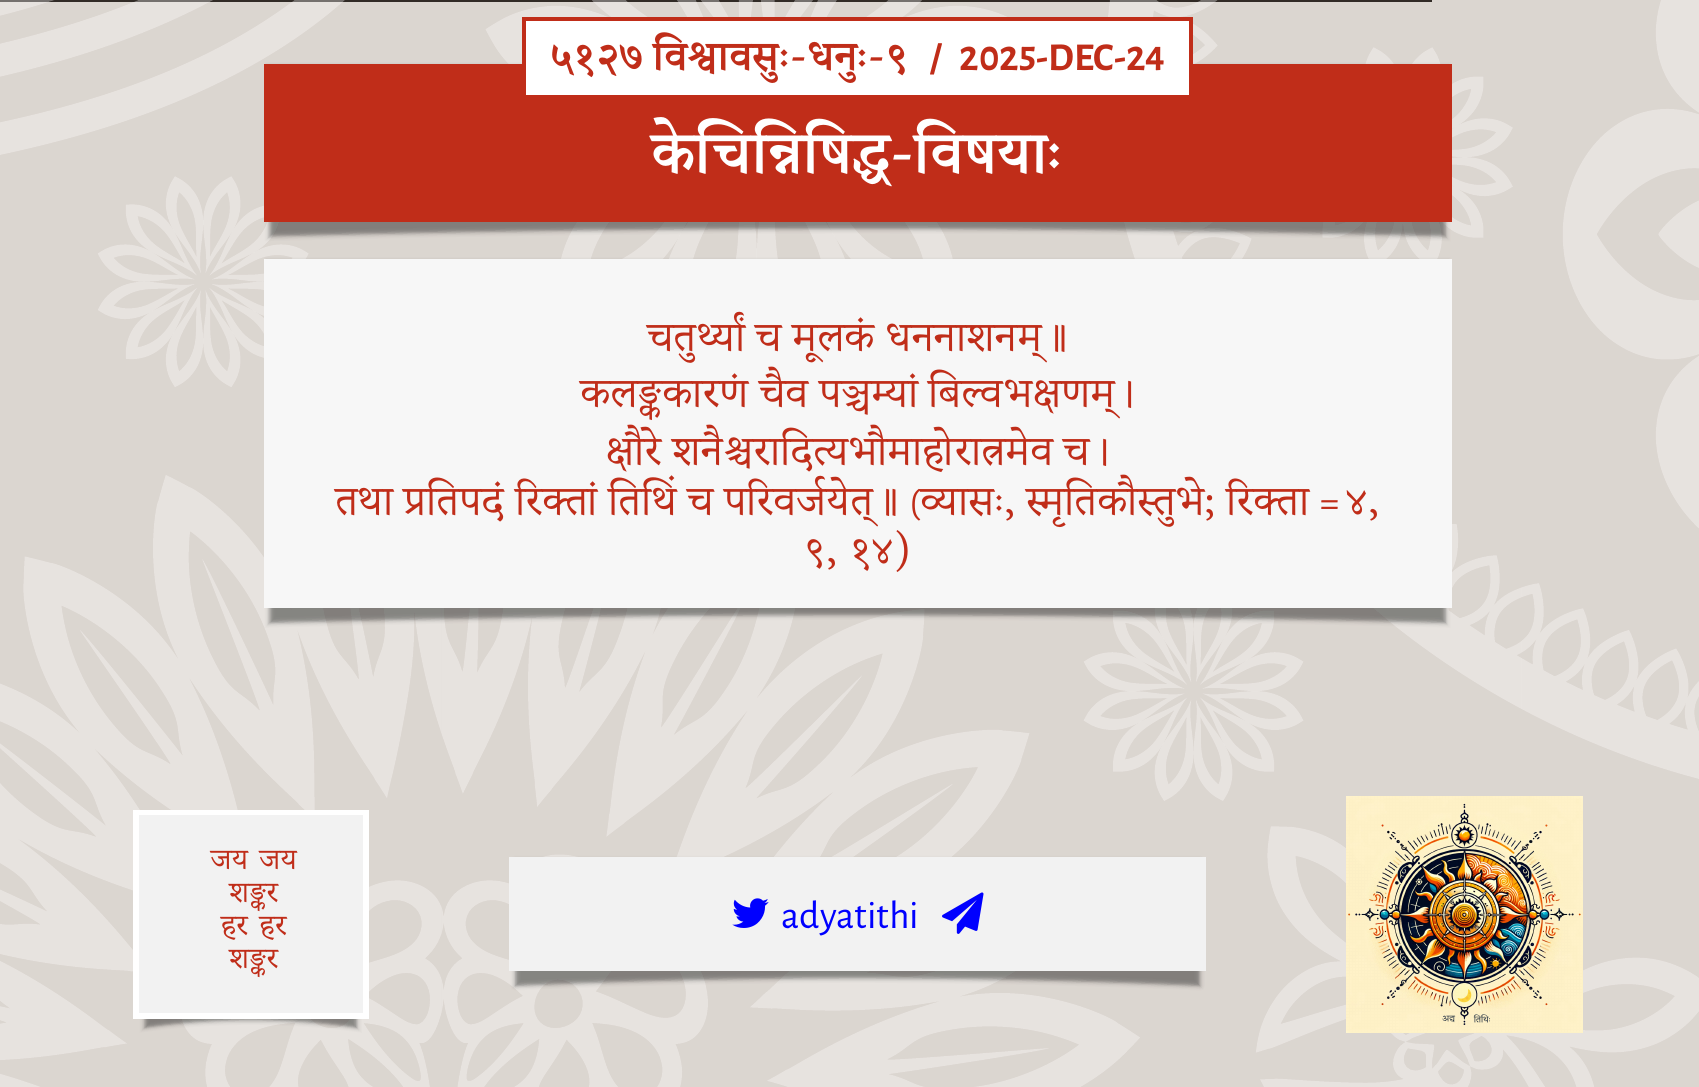 ५१२७ विश्वावसुः-धनुः-९ / 2025-DEC-24
केचिन्निषिद्ध-विषयाः
चतुर्थ्यां च मूलकं धननाशनम्॥
कलङ्ककारणं चैव पञ्चम्यां बिल्वभक्षणम्।
क्षौरे शनैश्चरादित्यभौमाहोरात्रमेव च।
तथा प्रतिपदं रिक्तां तिथिं च परिवर्जयेत्॥ (व्यासः, स्मृतिकौस्तुभे; रिक्ता = ४,
९, १४)
जय जय
शङ्कर
हर हर
शङ्कर
adyatithi
अद्य तिथिः